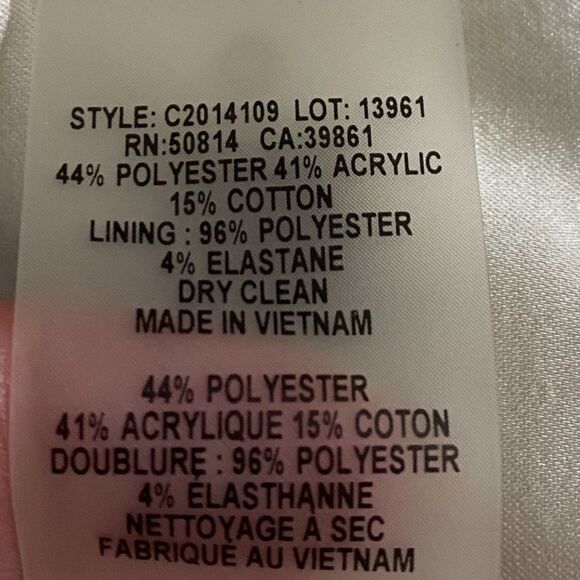 STYLE: C2014109 LOT: 13961
RN:50814 CA:39861
44% POLYESTER 41% ACRYLIC
15% COTTON
LINING : 96% POLYESTER
4% ELASTANE
DRY CLEAN
MADE IN VIETNAM
44% POLYESTER
41% ACRYLIQUE 15% COTON
DOUBLURE : 96% POLYESTER
4% ÉLASTHANNE
NETTOYAGE À SEC
FABRIQUÉ AU VIETNAM